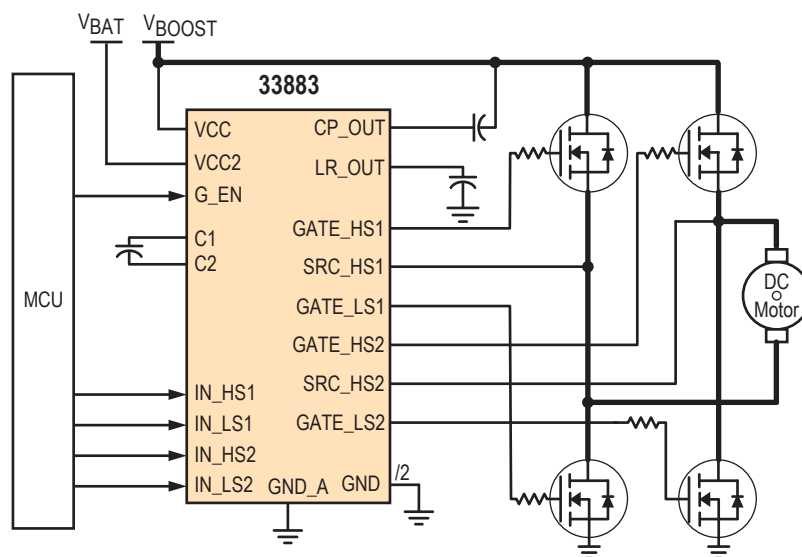 VBAT
VBOOST
33883
VCC
VCC2
G_EN
C1
C2
IN_HS1
IN_LS1
IN_HS2
IN_LS2
GND_A
GND
/2
CP_OUT
LR_OUT
GATE_HS1
SRC_HS1
GATE_LS1
GATE_HS2
SRC_HS2
GATE_LS2
MCU
DC
Motor